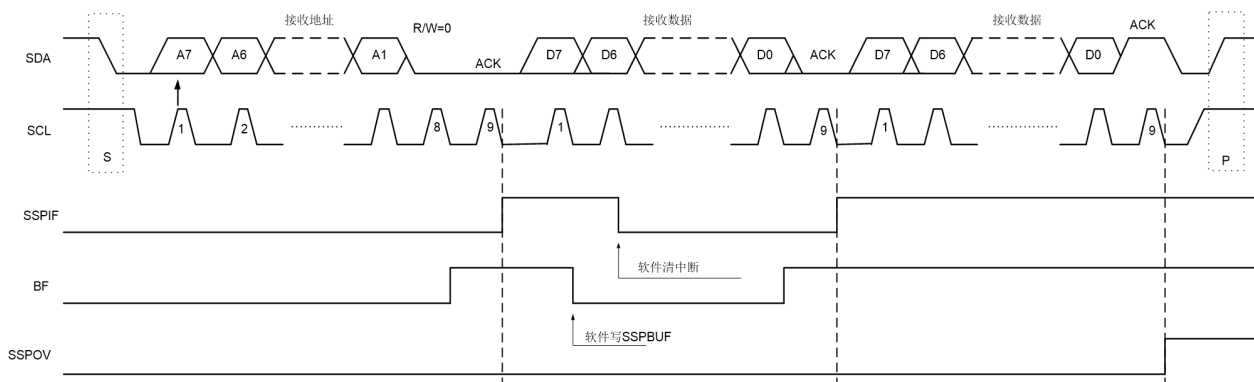 接收地址 R/W=0 接收数据 接收数据 ACK
SDA A7 A6 A1 ACK D7 D6 D0 ACK D7 D6 D0
SCL 1 2 8 9 1 9 1 9
S P
SSPIF
软件清中断
BF
软件写SSPBUF
SSPOV